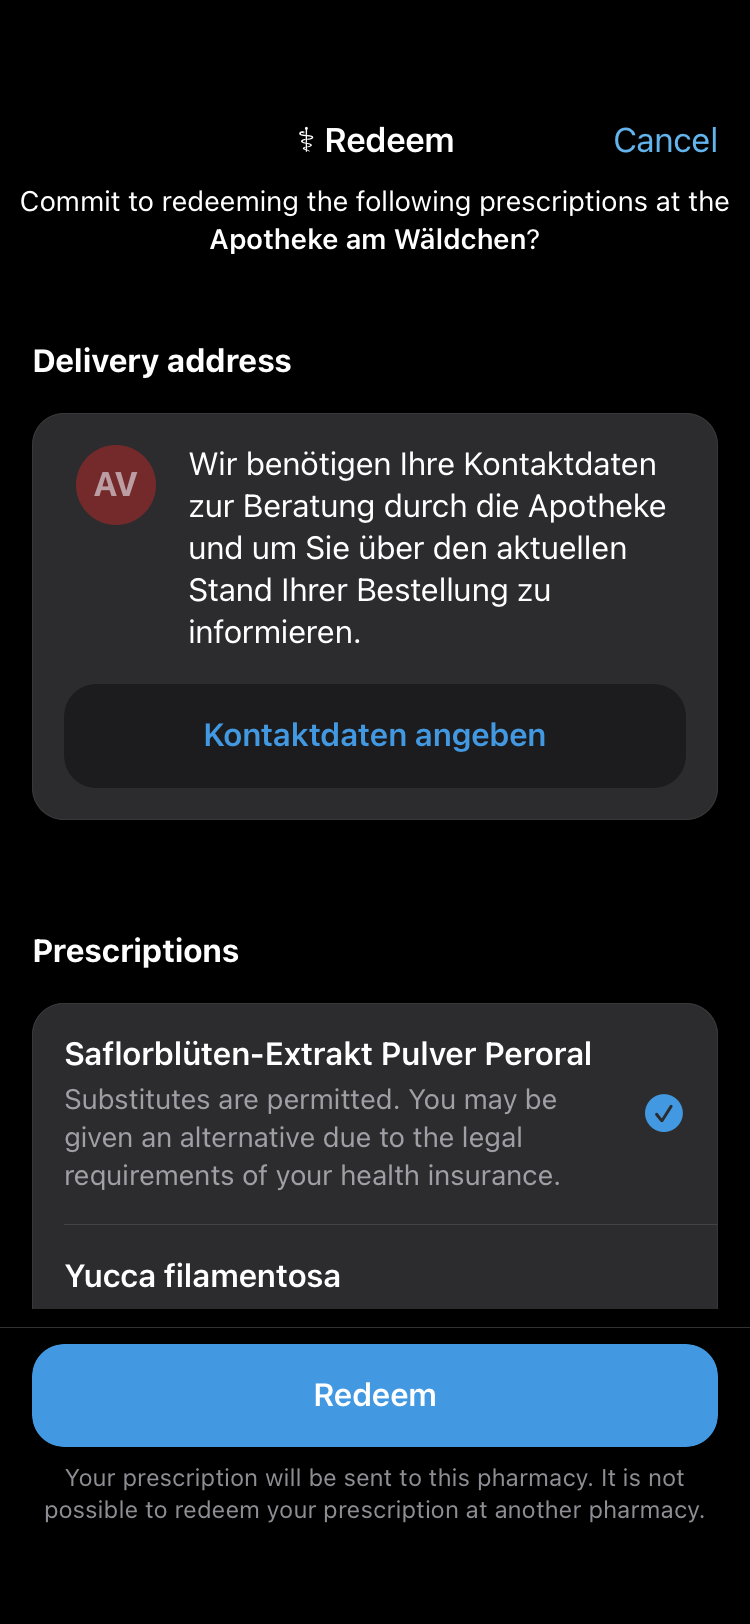 ⚕ Redeem
Cancel
Commit to redeeming the following prescriptions at the
Apotheke am Wäldchen?
Delivery address
AV
Wir benötigen Ihre Kontaktdaten
zur Beratung durch die Apotheke
und um Sie über den aktuellen
Stand Ihrer Bestellung zu
informieren.
Kontaktdaten angeben
Prescriptions
Saflorblüten-Extrakt Pulver Peroral
Substitutes are permitted. You may be
given an alternative due to the legal
requirements of your health insurance.
Yucca filamentosa
Redeem
Your prescription will be sent to this pharmacy. It is not
possible to redeem your prescription at another pharmacy.